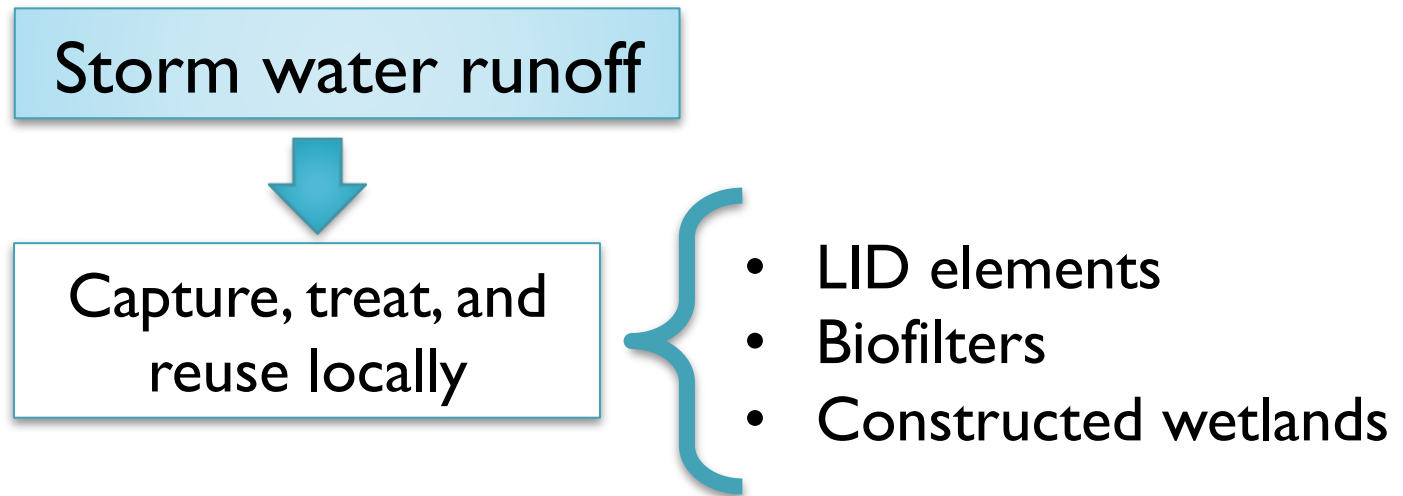 Storm water runoff
Capture, treat, and
reuse locally
• LID elements
• Biofilters
• Constructed wetlands